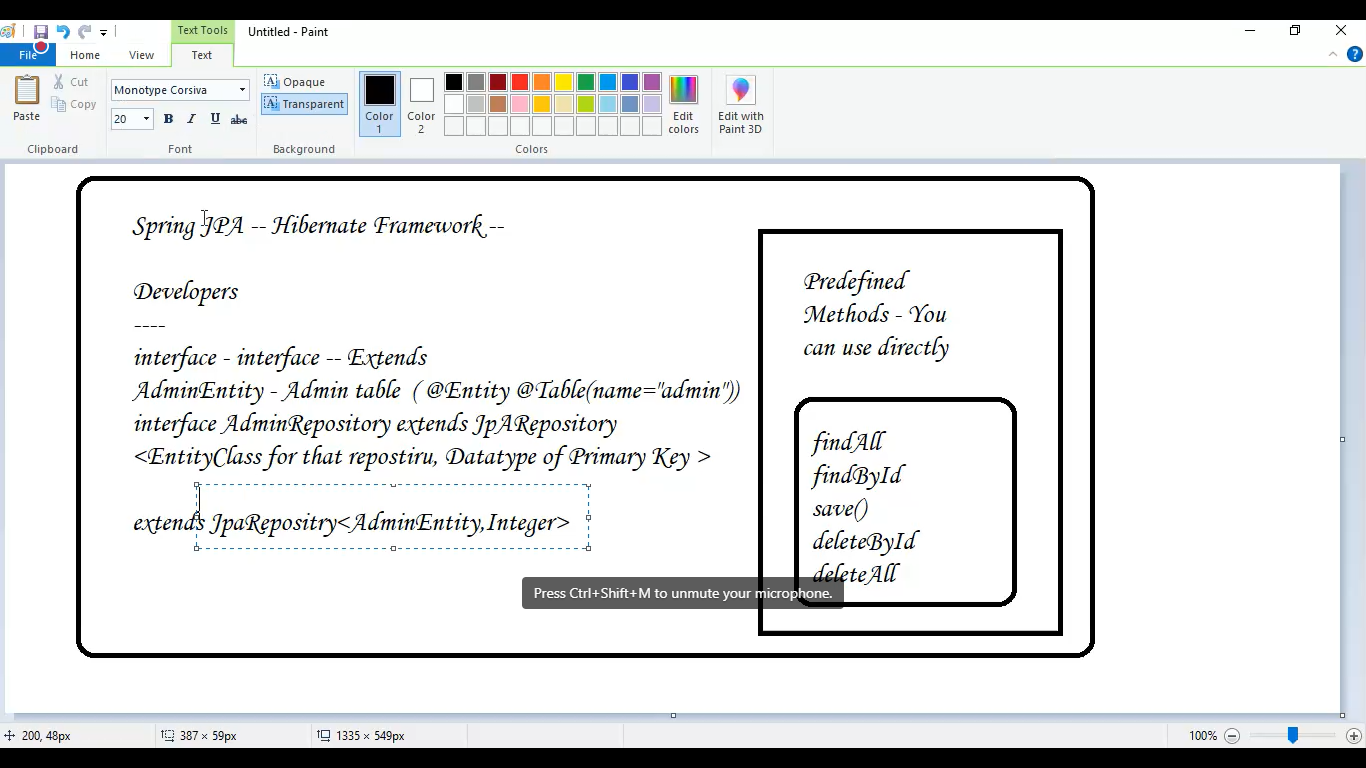 Text Tools
Untitled - Paint
File
Home
View
Text
Paste
Cut
Copy
Clipboard
Monotype Corsiva
20
B
I
U
abc
Font
Opaque
Transparent
Background
Color 1
Color 2
Edit colors
Colors
Edit with Paint 3D
Spring JPA -- Hibernate Framework --
Developers
----
interface - interface -- Extends
AdminEntity - Admin table ( @Entity @Table(name="admin"))
interface AdminRepository extends JpARepository
<EntityClass for that repostiru, Datatype of Primary Key >
extends JpaRepositry<AdminEntity,Integer>
Predefined
Methods - You
can use directly
findAll
findById
save()
deleteById
deleteAll
Press Ctrl+Shift+M to unmute your microphone.
200, 48px
387 × 59px
1335 × 549px
100%